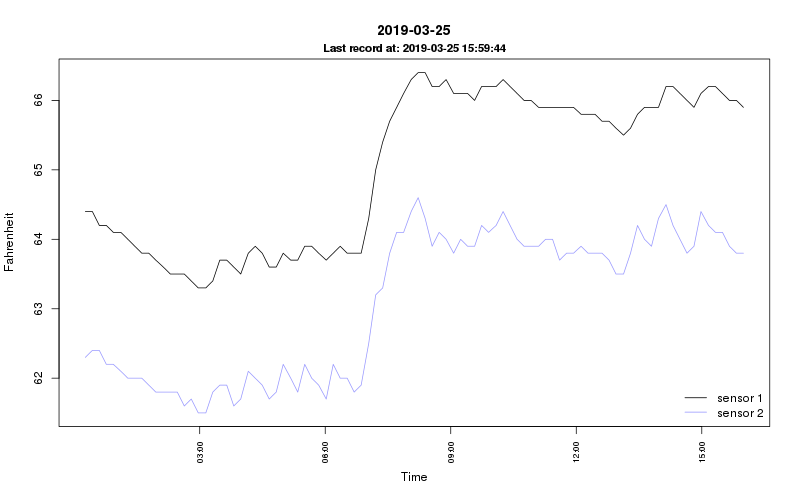 2019-03-25
Last record at: 2019-03-25 15:59:44
Fahrenheit
66
65
64
63
62
sensor 1
sensor 2
03:00
06:00
09:00
12:00
15:00
Time